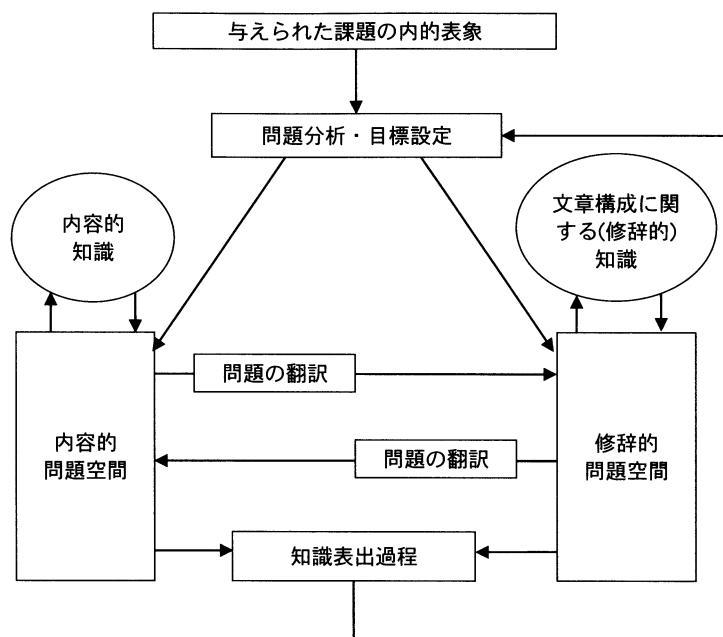 与えられた課題の内的表象
問題分析・目標設定
内容的
知識
文章構成に関
する(修辞的)
知識
問題の翻訳
内容的
問題空間
問題の翻訳
修辞的
問題空間
知識表出過程